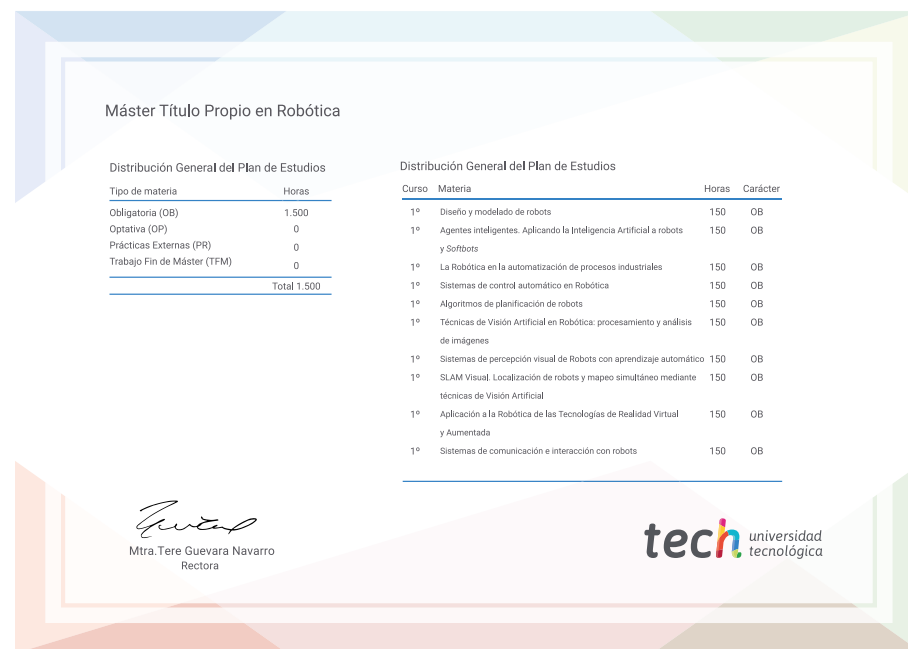 Máster Título Propio en Robótica
Distribución General del Plan de Estudios
Tipo de materia Horas
Obligatoria (OB) 1.500
Optativa (OP) 0
Prácticas Externas (PR) 0
Trabajo Fin de Máster (TFM) 0
Total 1.500
Distribución General del Plan de Estudios
Curso Materia Horas Carácter
1º Diseño y modelado de robots 150 OB
1º Agentes inteligentes. Aplicando la Inteligencia Artificial a robots 150 OB
y Softbots
1º La Robótica en la automatización de procesos industriales 150 OB
1º Sistemas de control automático en Robótica 150 OB
1º Algoritmos de planificación de robots 150 OB
1º Técnicas de Visión Artificial en Robótica: procesamiento y análisis 150 OB
de imágenes
1º Sistemas de percepción visual de Robots con aprendizaje automático 150 OB
1º SLAM Visual. Localización de robots y mapeo simultáneo mediante 150 OB
técnicas de Visión Artificial
1º Aplicación a la Robótica de las Tecnologías de Realidad Virtual 150 OB
y Aumentada
1º Sistemas de comunicación e interacción con robots 150 OB
Mtra.Tere Guevara Navarro
Rectora
tech universidad
tecnológica